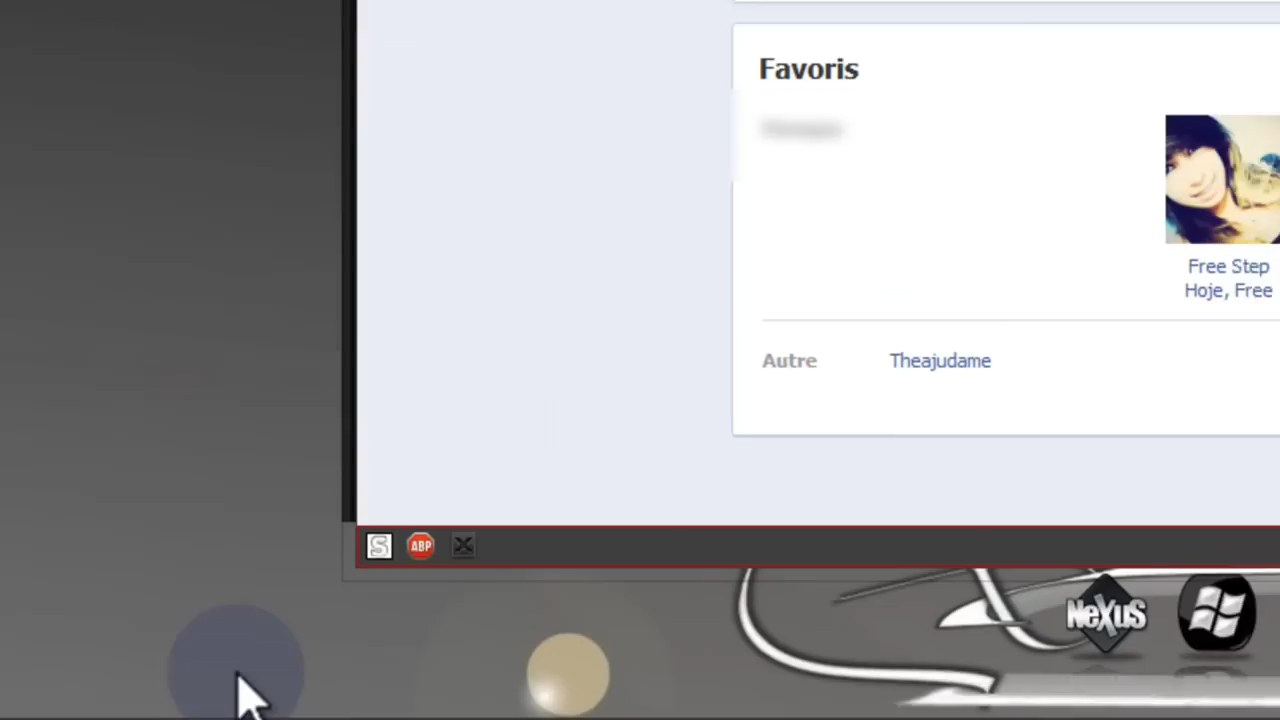 Favoris
Free Step
Hoje, Free
Autre
Theajudame
S
ABP
NeXuS